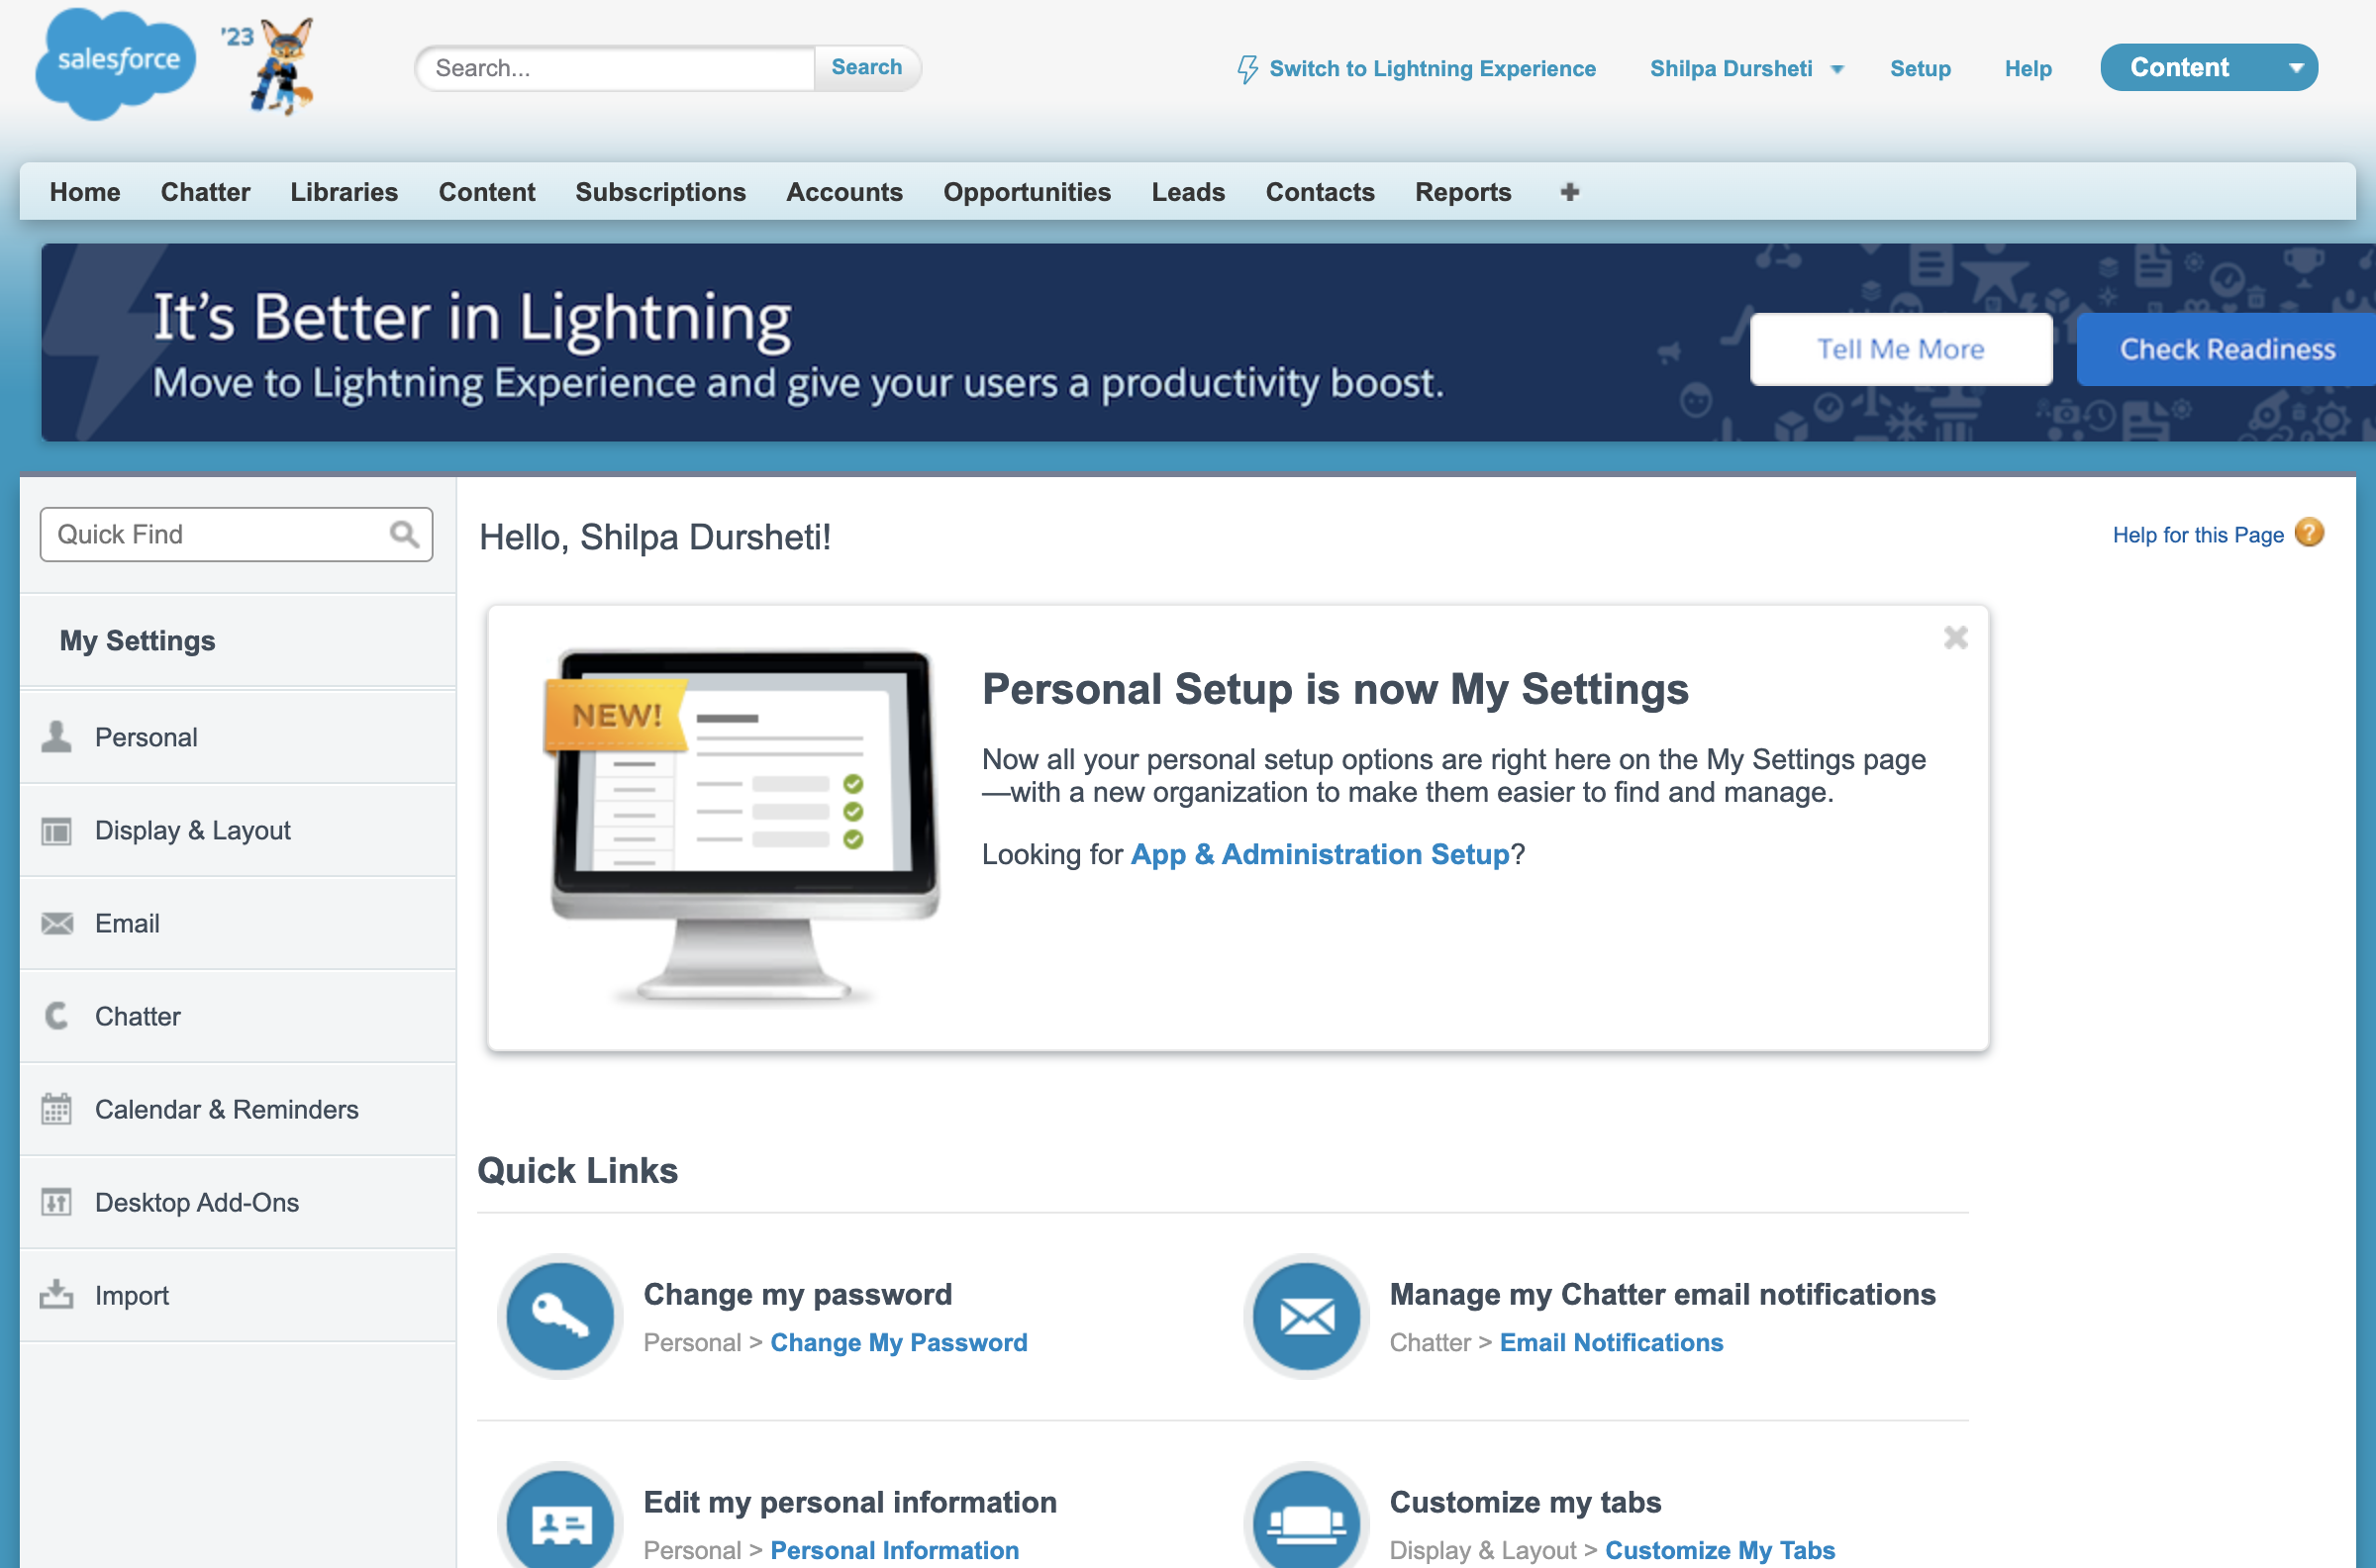 salesforce
'23
Search...
Search
Switch to Lightning Experience
Shilpa Dursheti
Setup
Help
Content
Home
Chatter
Libraries
Content
Subscriptions
Accounts
Opportunities
Leads
Contacts
Reports
It's Better in Lightning
Move to Lightning Experience and give your users a productivity boost.
Tell Me More
Check Readiness
Quick Find
My Settings
Personal
Display & Layout
Email
Chatter
Calendar & Reminders
Desktop Add-Ons
Import
Hello, Shilpa Dursheti!
Help for this Page
NEW!
Personal Setup is now My Settings
Now all your personal setup options are right here on the My Settings page
—with a new organization to make them easier to find and manage.
Looking for App & Administration Setup?
Quick Links
Change my password
Personal > Change My Password
Manage my Chatter email notifications
Chatter > Email Notifications
Edit my personal information
Personal > Personal Information
Customize my tabs
Display & Layout > Customize My Tabs